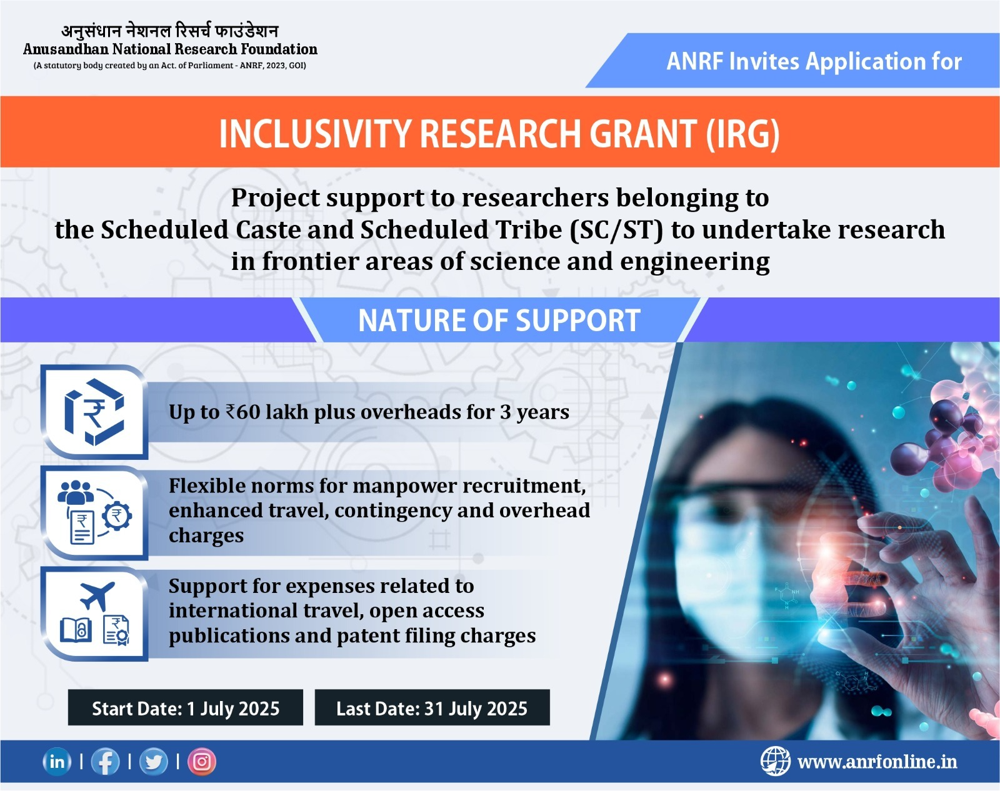 अनुसंधान नेशनल रिसर्च फाउंडेशन
Anusandhan National Research Foundation
(A statutory body created by an Act. of Parliament - ANRF, 2023, GOI)
ANRF Invites Application for
INCLUSIVITY RESEARCH GRANT (IRG)
Project support to researchers belonging to
the Scheduled Caste and Scheduled Tribe (SC/ST) to undertake research
in frontier areas of science and engineering
NATURE OF SUPPORT
Up to ₹60 lakh plus overheads for 3 years
Flexible norms for manpower recruitment,
enhanced travel, contingency and overhead
charges
Support for expenses related to
international travel, open access
publications and patent filing charges
Start Date: 1 July 2025
Last Date: 31 July 2025
www.anrfonline.in